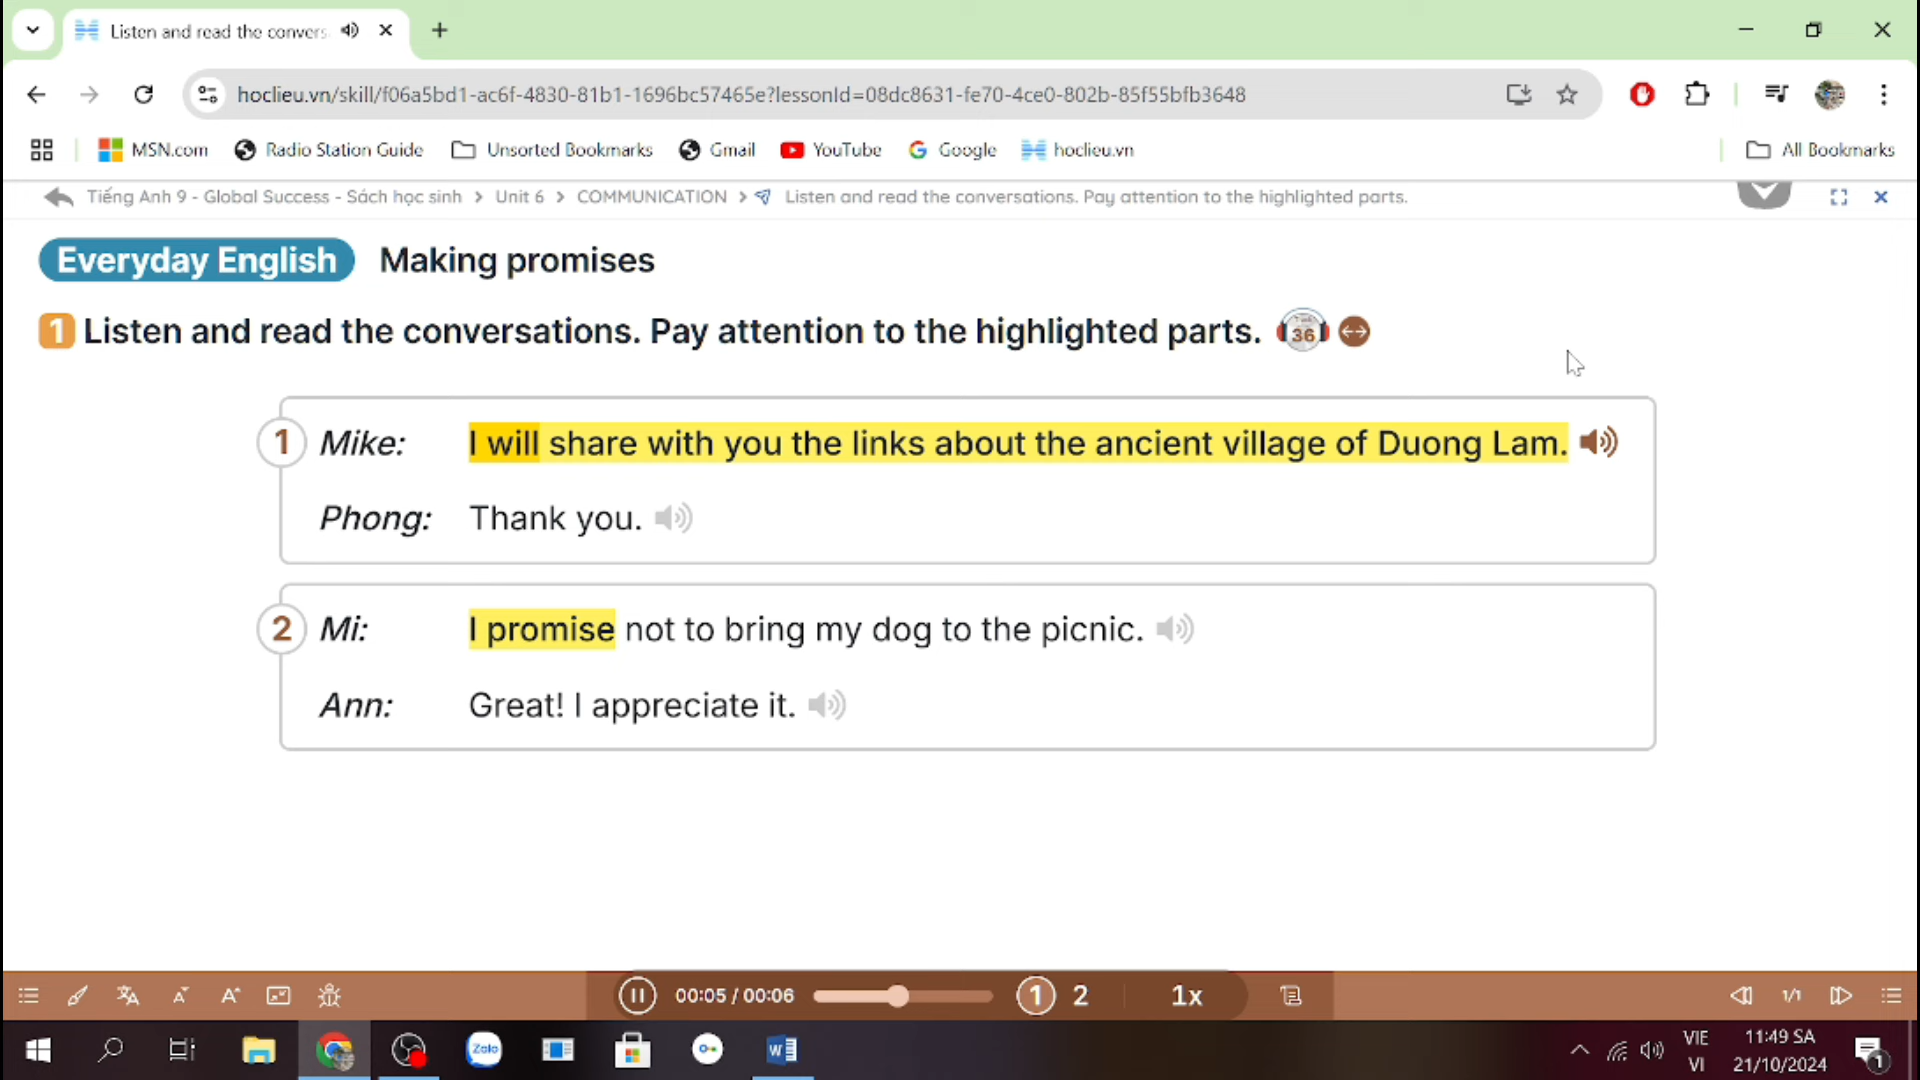 Listen and read the convers
hoclieu.vn/skill/f06a5bd1-ac6f-4830-81b1-1696bc57465e?lessonId=08dc8631-fe70-4ce0-802b-85f55bfb3648
MSN.com Radio Station Guide Unsorted Bookmarks Gmail YouTube Google hoclieu.vn All Bookmarks
Tiếng Anh 9 - Global Success - Sách học sinh > Unit 6 > COMMUNICATION > Listen and read the conversations. Pay attention to the highlighted parts.
Everyday English Making promises
1 Listen and read the conversations. Pay attention to the highlighted parts. 36
1 Mike: I will share with you the links about the ancient village of Duong Lam.
Phong: Thank you.
2 Mi: I promise not to bring my dog to the picnic.
Ann: Great! I appreciate it.
00:05 / 00:06 1 2 1x 1/1
Zalo W VIE 11:49 SA
VI 21/10/2024 1